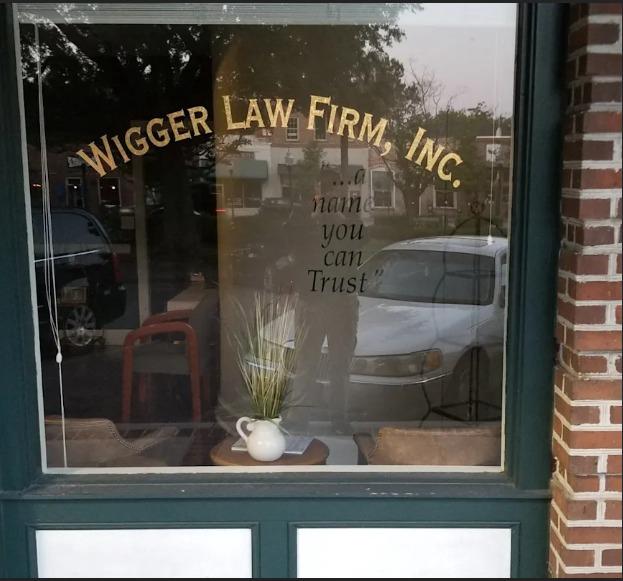 WIGGER LAW FIRM, INC.
...a
name
you
can
Trust"